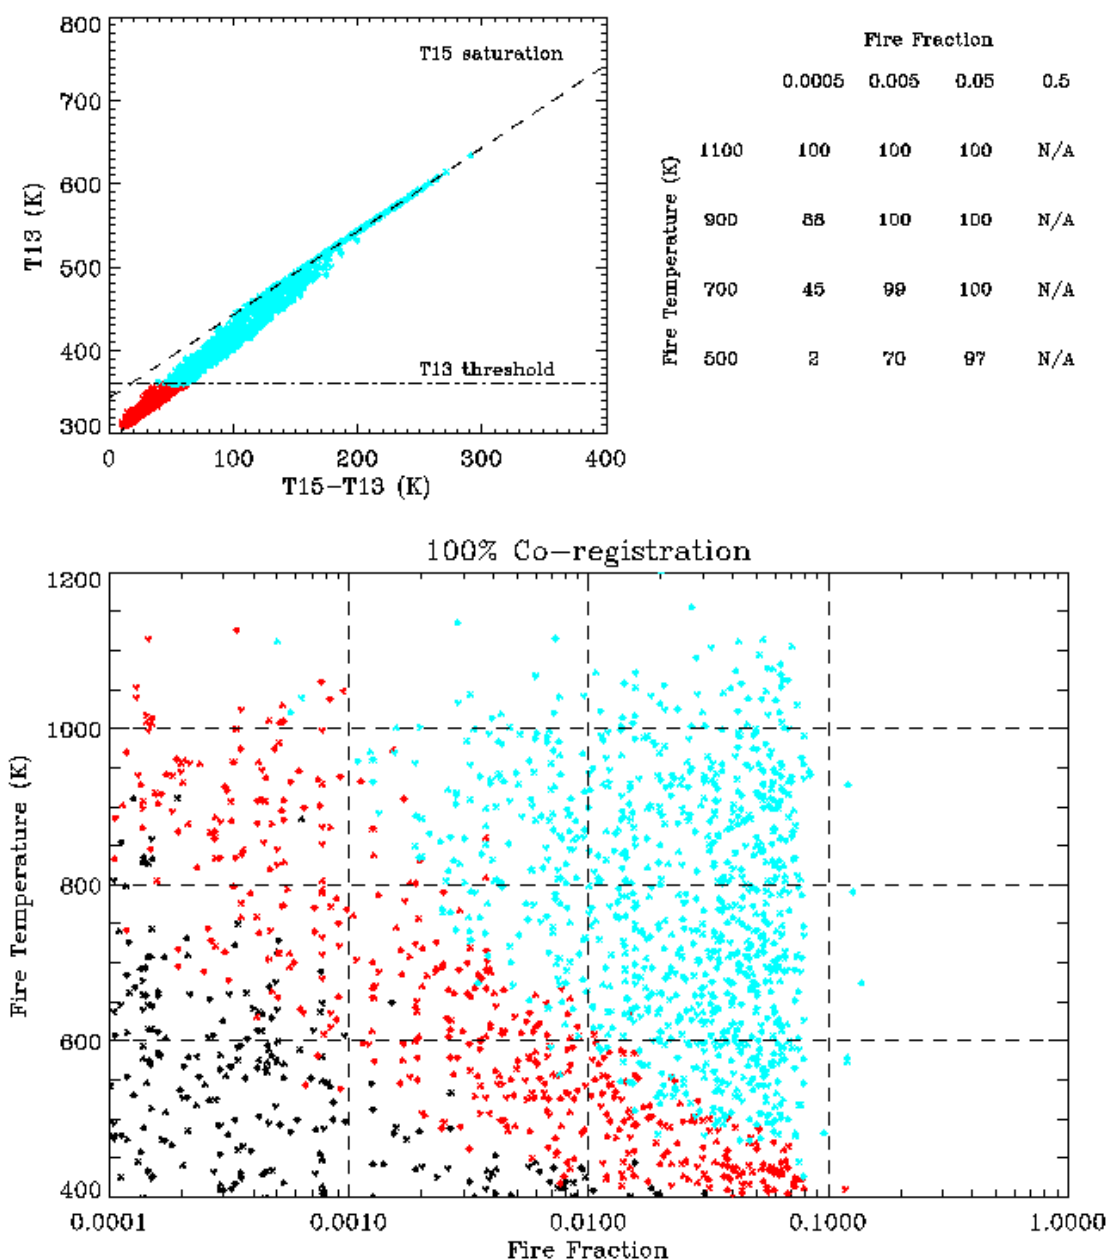 800
700
600
500
400
300
T13 (K)
T15 saturation
T13 threshold
0 100 200 300 400
T15-T13 (K)
Fire Fraction
0.0005 0.005 0.05 0.5
Fire Temperature (K)
1100 100 100 100 N/A
900 88 100 100 N/A
700 45 99 100 N/A
500 2 70 97 N/A
100% Co-registration
1200
1000
800
600
400
Fire Temperature (K)
0.0001 0.0010 0.0100 0.1000 1.0000
Fire Fraction